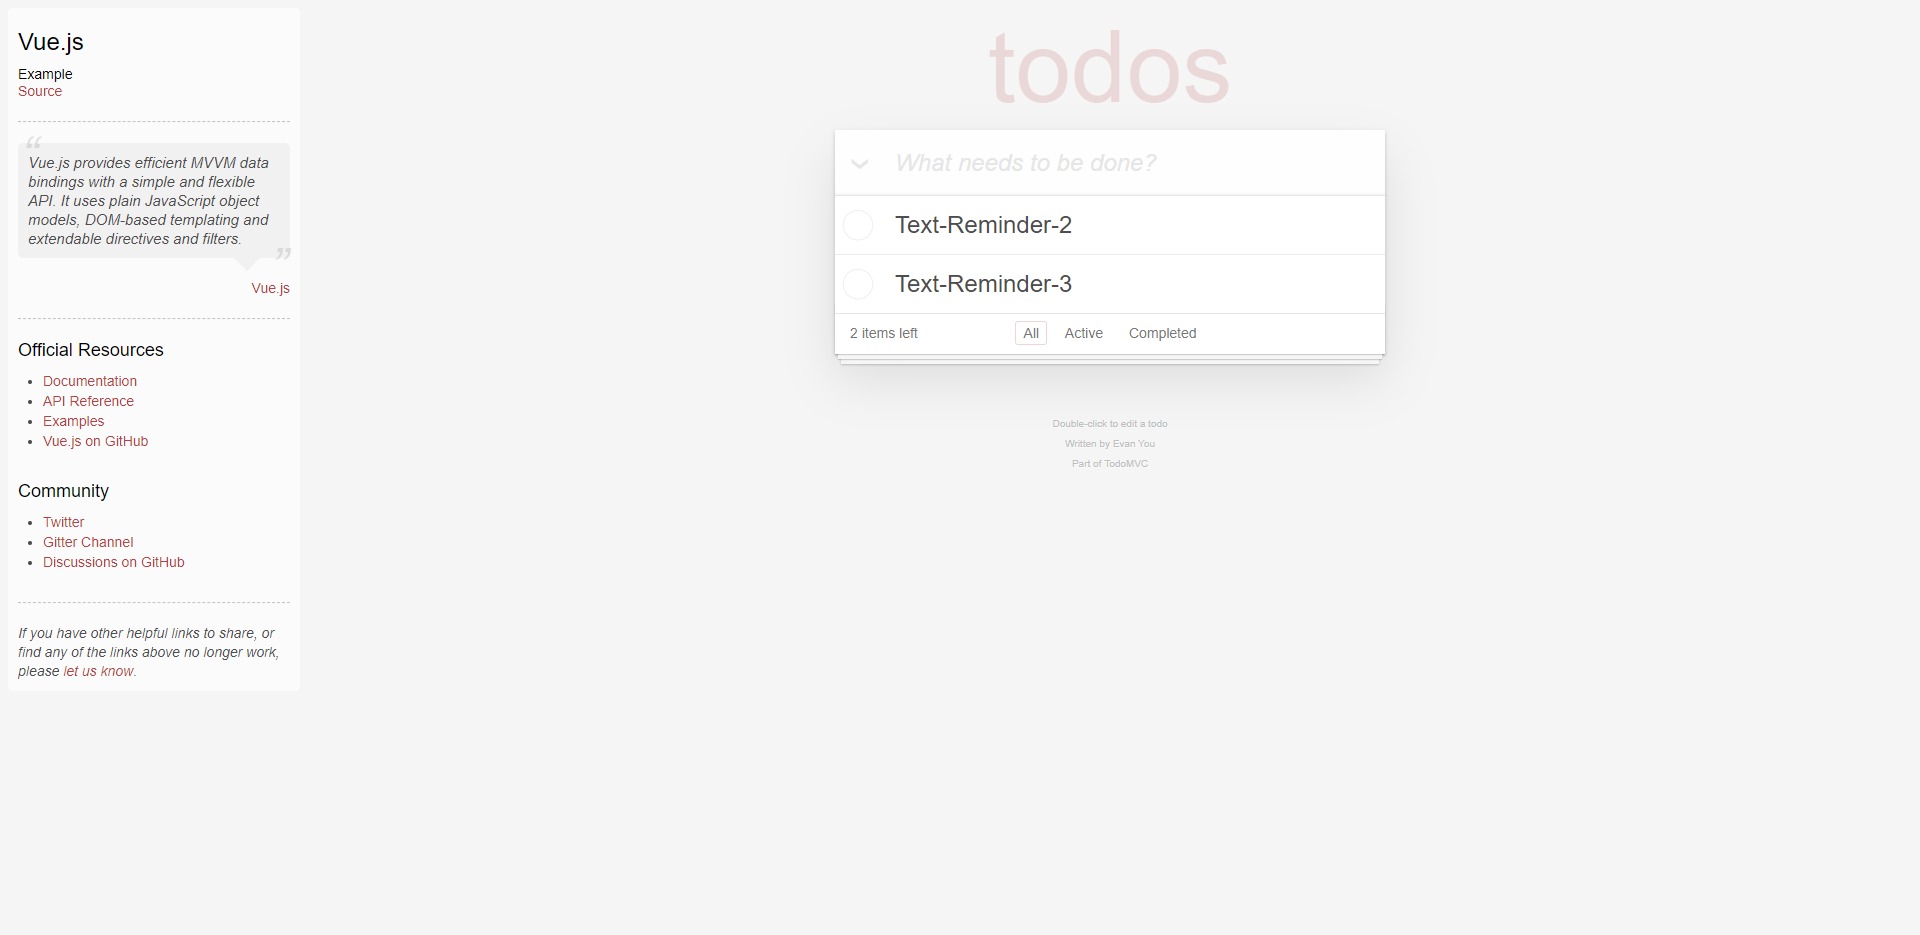 Vue.js
Example
Source
“
Vue.js provides efficient MVVM data
bindings with a simple and flexible
API. It uses plain JavaScript object
models, DOM-based templating and
extendable directives and filters.
”
Vue.js
Official Resources
Documentation
API Reference
Examples
Vue.js on GitHub
Community
Twitter
Gitter Channel
Discussions on GitHub
If you have other helpful links to share, or
find any of the links above no longer work,
please let us know.
todos
What needs to be done?
Text-Reminder-2
Text-Reminder-3
2 items left All Active Completed
Double-click to edit a todo
Written by Evan You
Part of TodoMVC